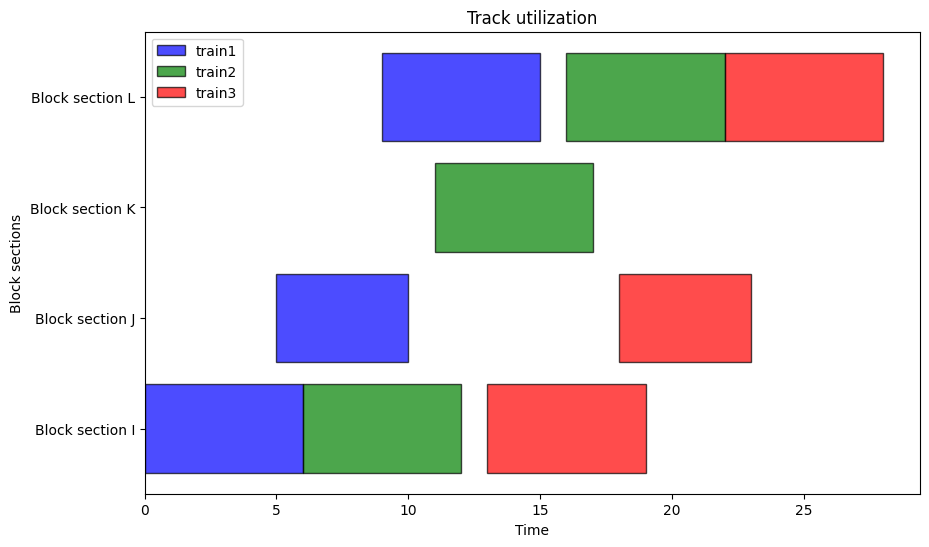 Track utilization
train1
train2
train3
Block sections
Block section L
Block section K
Block section J
Block section I
0 5 10 15 20 25
Time